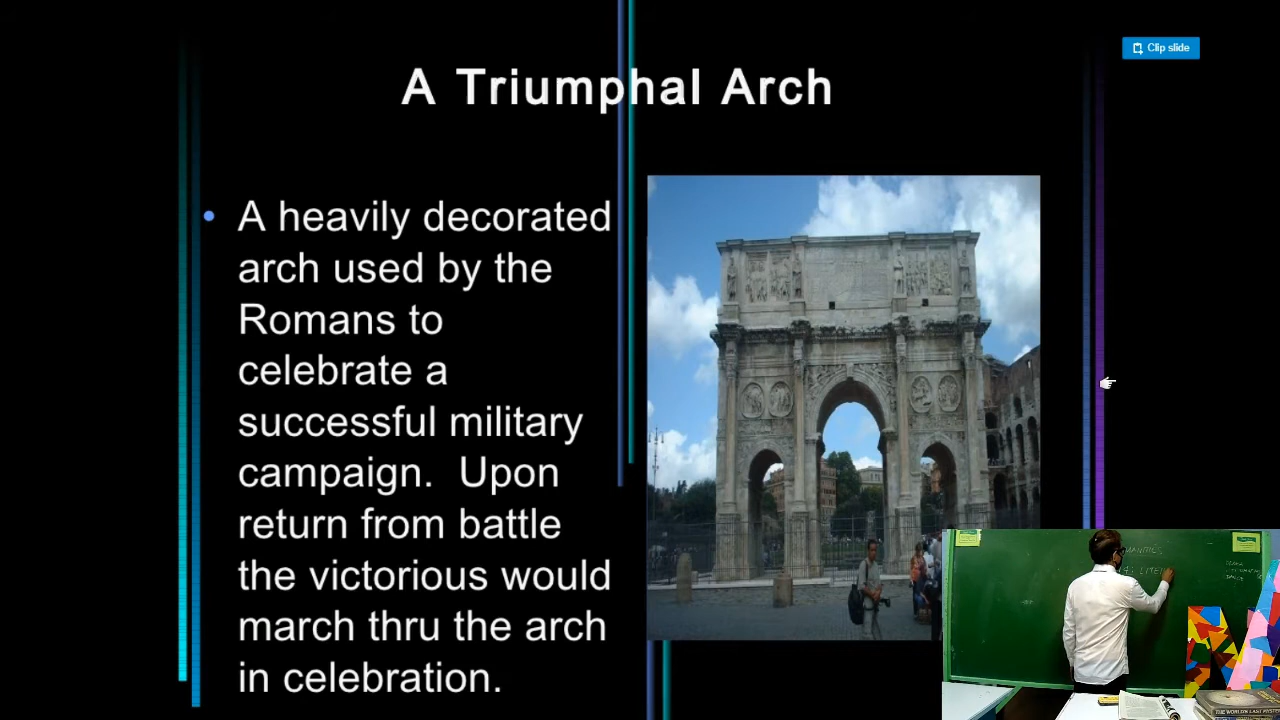 Clip slide
A Triumphal Arch
• A heavily decorated
arch used by the
Romans to
celebrate a
successful military
campaign.  Upon
return from battle
the victorious would
march thru the arch
in celebration.